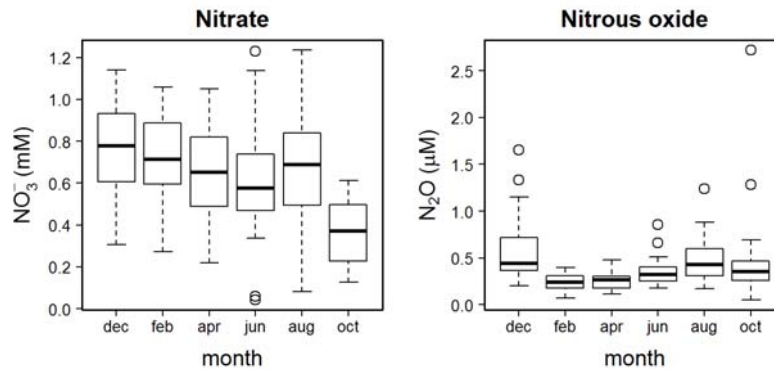 Nitrate
NO₃⁻ (mM)
1.2
1.0
0.8
0.6
0.4
0.2
0.0
dec feb apr jun aug oct
month
Nitrous oxide
N₂O (µM)
2.5
2.0
1.5
1.0
0.5
0.0
dec feb apr jun aug oct
month